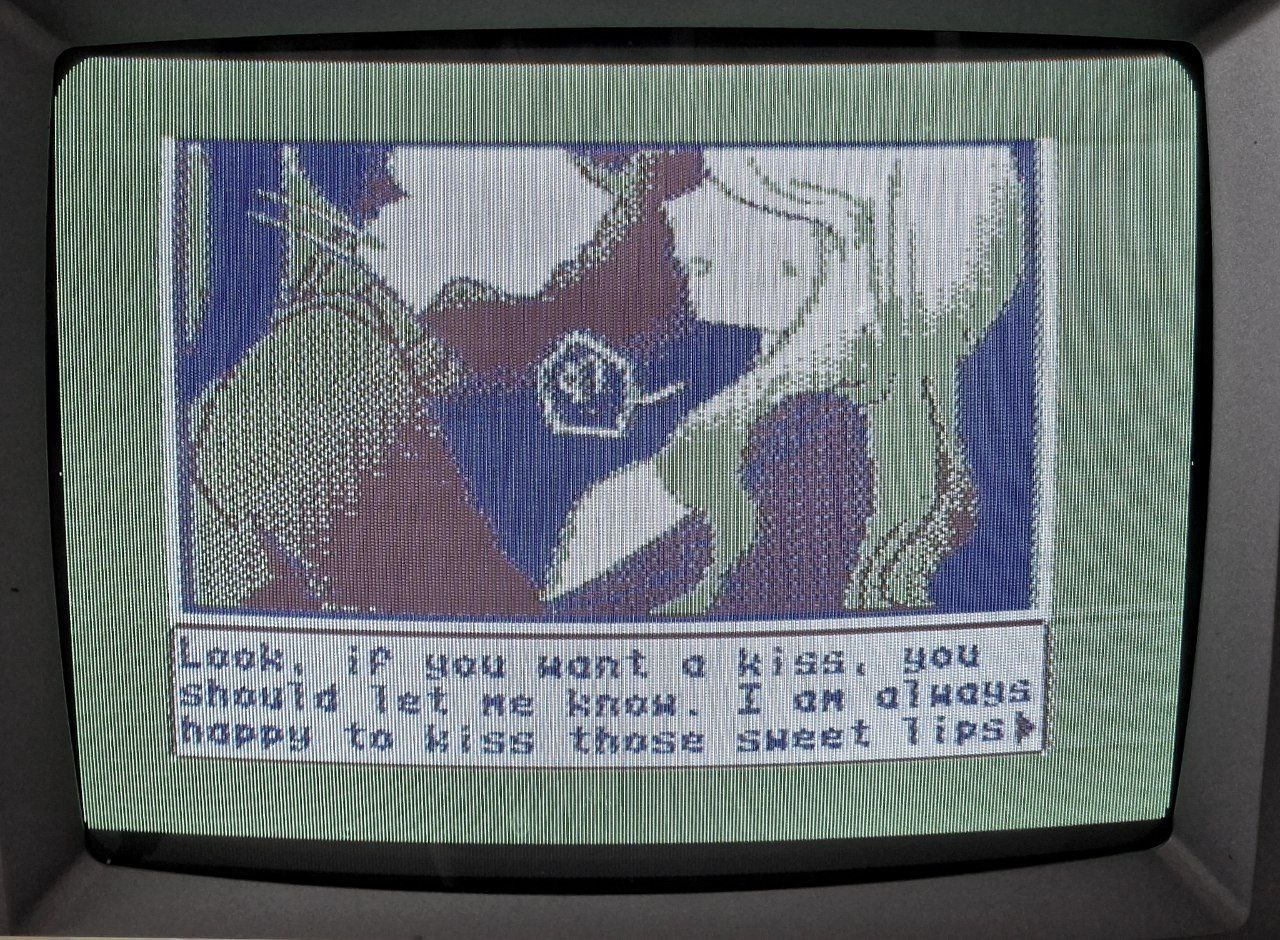 Look, if you want a kiss, you
should let me know. I am always
happy to kiss those sweet lips